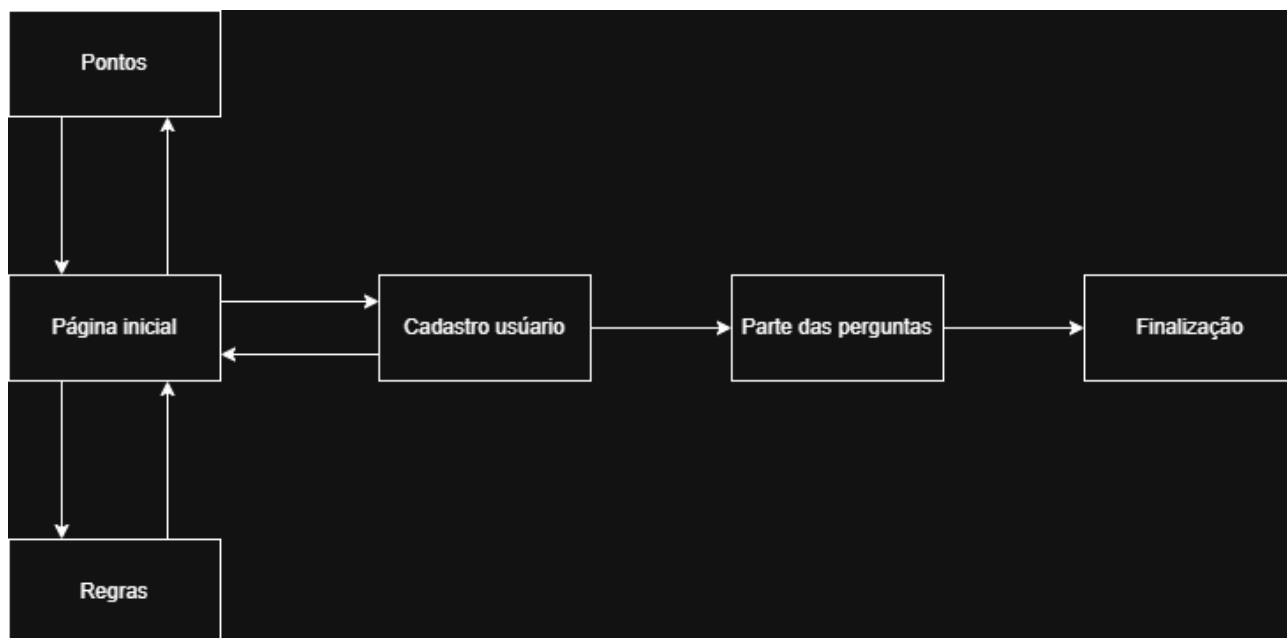 Pontos
Página inicial
Cadastro usúario
Parte das perguntas
Finalização
Regras